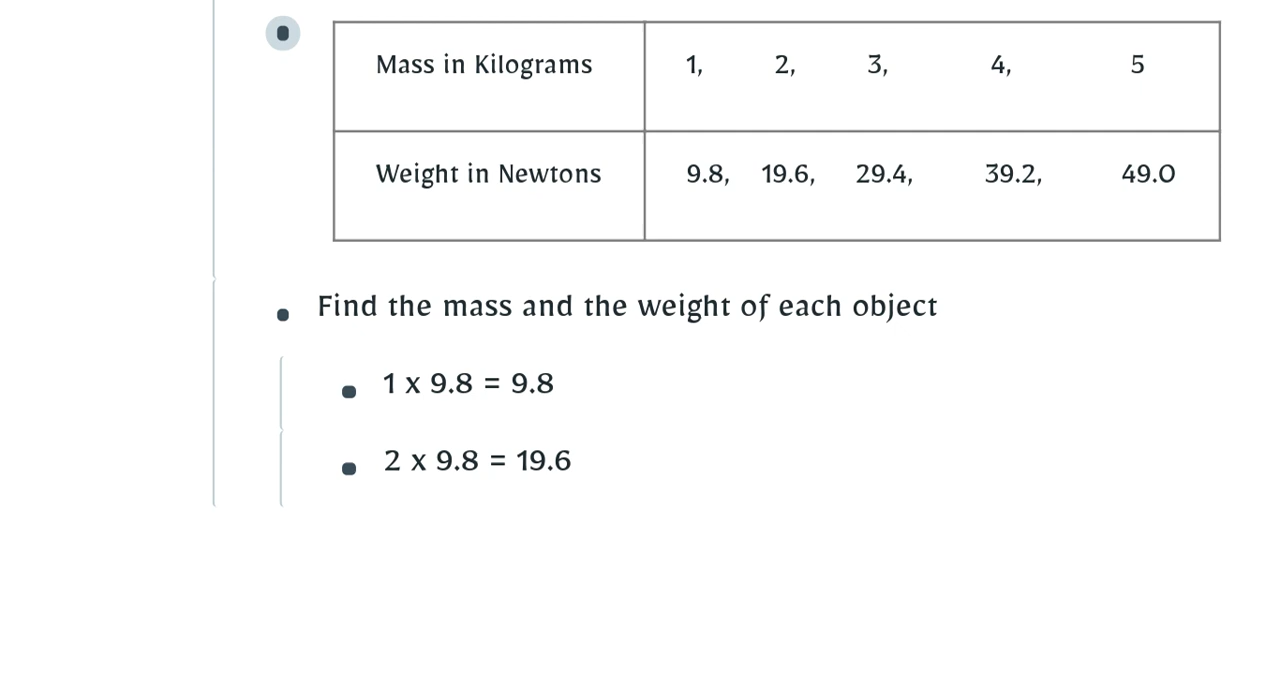 Mass in Kilograms 1, 2, 3, 4, 5
Weight in Newtons 9.8, 19.6, 29.4, 39.2, 49.0
Find the mass and the weight of each object
1 x 9.8 = 9.8
2 x 9.8 = 19.6